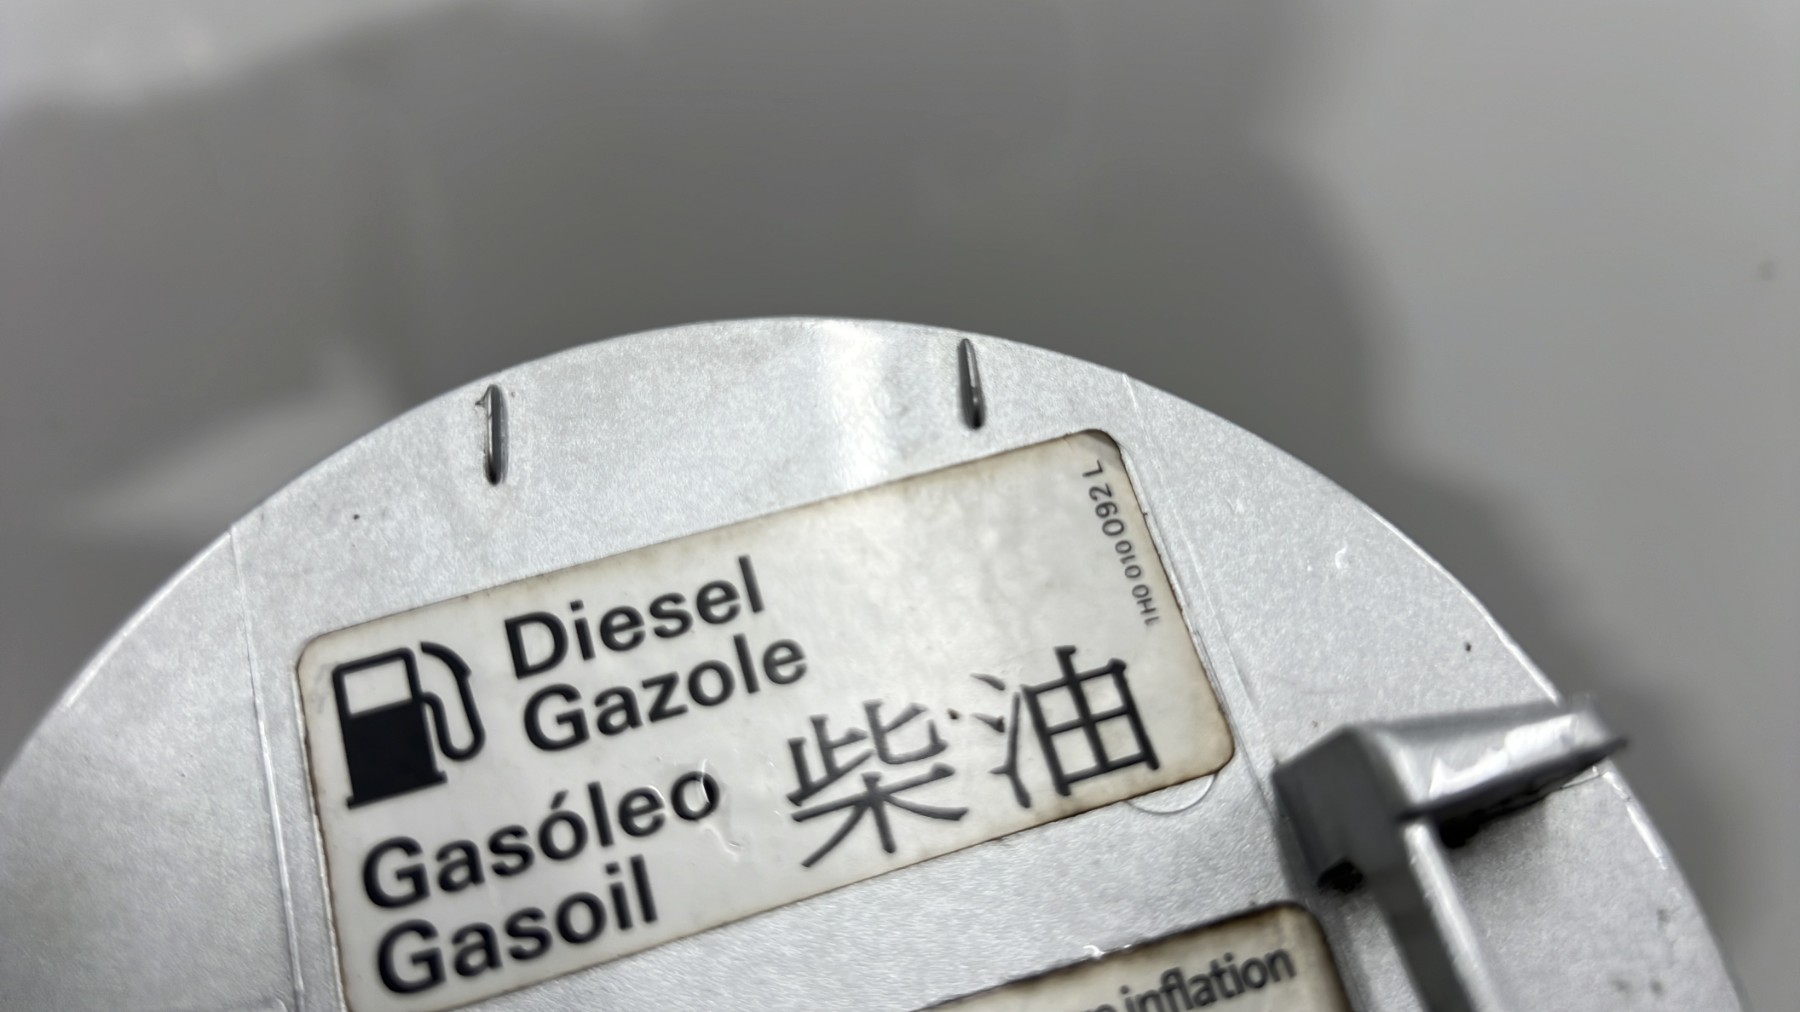 Diesel
Gazole
Gasóleo 柴油
Gasoil
1H0 010 092 L
inflation